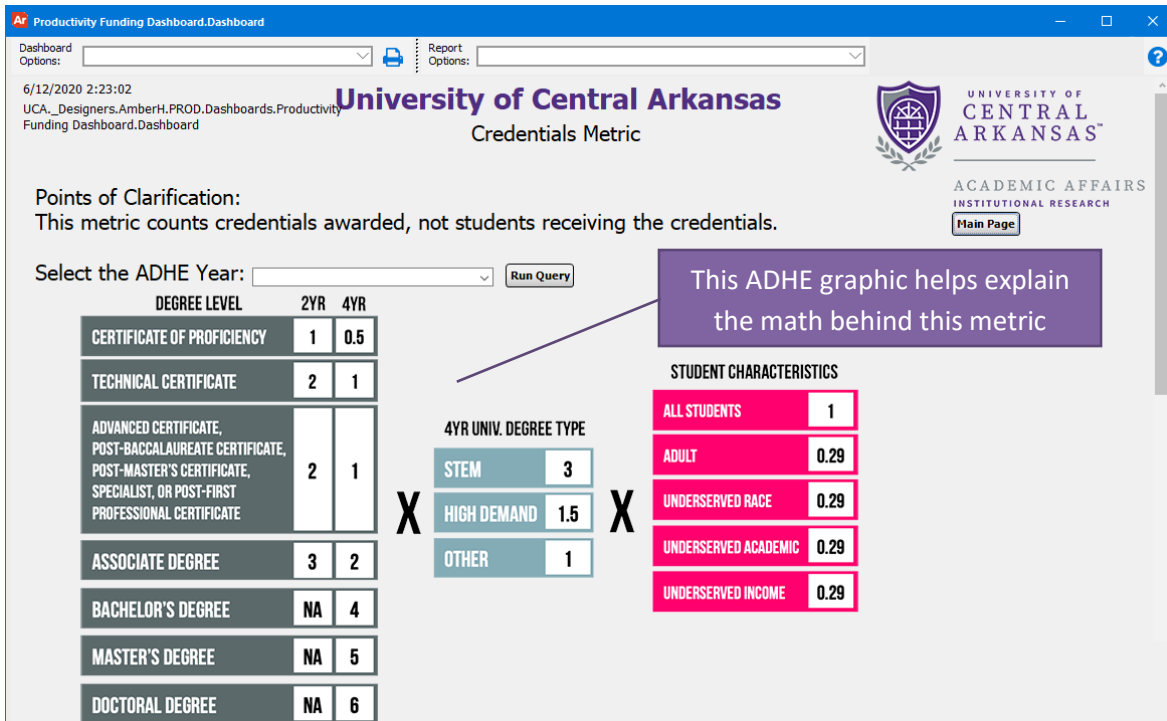 Ar Productivity Funding Dashboard.Dashboard
Dashboard Options:
Report Options:
?
6/12/2020 2:23:02
UCA._Designers.AmberH.PROD.Dashboards.Productivity
Funding Dashboard.Dashboard
University of Central Arkansas
Credentials Metric
UNIVERSITY OF
CENTRAL
ARKANSAS™
ACADEMIC AFFAIRS
INSTITUTIONAL RESEARCH
Main Page
Points of Clarification:
This metric counts credentials awarded, not students receiving the credentials.
Select the ADHE Year:
Run Query
This ADHE graphic helps explain
the math behind this metric
DEGREE LEVEL 2YR 4YR
CERTIFICATE OF PROFICIENCY 1 0.5
TECHNICAL CERTIFICATE 2 1
ADVANCED CERTIFICATE,
POST-BACCALAUREATE CERTIFICATE,
POST-MASTER'S CERTIFICATE,
SPECIALIST, OR POST-FIRST
PROFESSIONAL CERTIFICATE
2 1
ASSOCIATE DEGREE 3 2
BACHELOR'S DEGREE NA 4
MASTER'S DEGREE NA 5
DOCTORAL DEGREE NA 6
X
4YR UNIV. DEGREE TYPE
STEM 3
HIGH DEMAND 1.5
OTHER 1
X
STUDENT CHARACTERISTICS
ALL STUDENTS 1
ADULT 0.29
UNDERSERVED RACE 0.29
UNDERSERVED ACADEMIC 0.29
UNDERSERVED INCOME 0.29